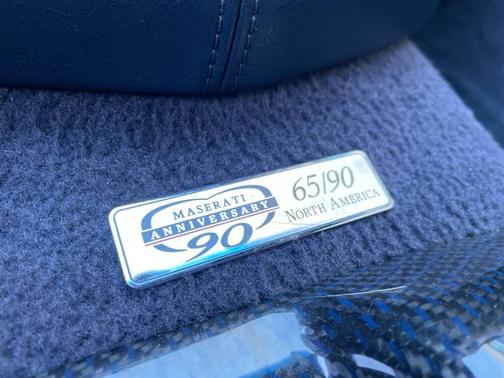 MASERATI
ANNIVERSARY
90
65/90
NORTH AMERICA